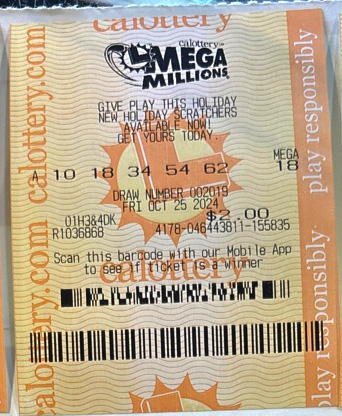 calottery
calottery
MEGA
MILLIONS
GIVE PLAY THIS HOLIDAY
NEW HOLIDAY SCRATCHERS
AVAILABLE NOW!
GET YOURS TODAY.
MEGA
A 10 18 34 54 62 18
DRAW NUMBER 002019
FRI OCT 25 2024
$2.00
01H3&4DK
R1036868 4178-046443811-155835
Scan this barcode with our Mobile App
to see if ticket is a winner
calottery
calottery.com
calottery.com
play responsibly
play responsibly